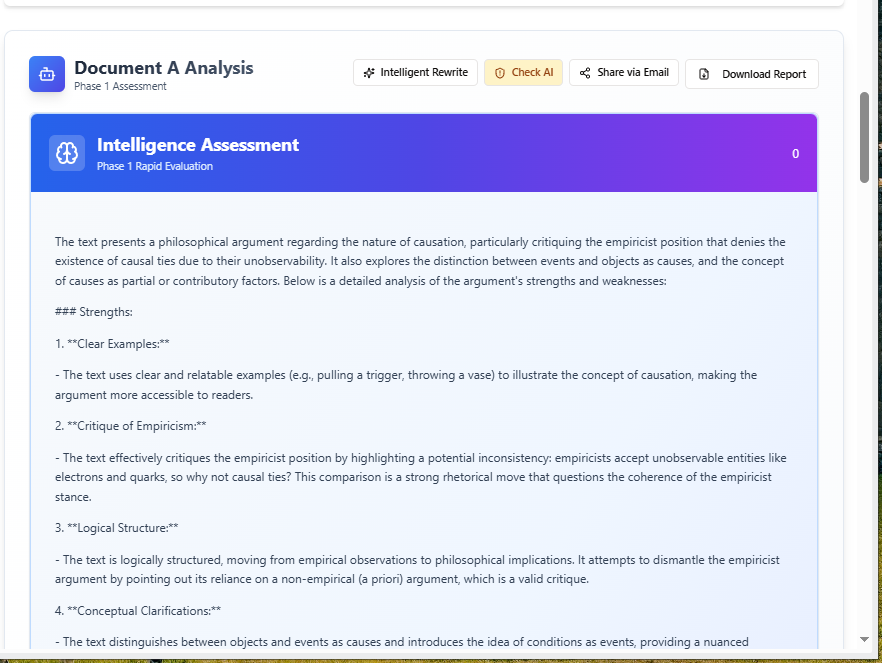 Document A Analysis
Phase 1 Assessment
Intelligent Rewrite
Check AI
Share via Email
Download Report
Intelligence Assessment
Phase 1 Rapid Evaluation
0
The text presents a philosophical argument regarding the nature of causation, particularly critiquing the empiricist position that denies the
existence of causal ties due to their unobservability. It also explores the distinction between events and objects as causes, and the concept
of causes as partial or contributory factors. Below is a detailed analysis of the argument's strengths and weaknesses:
### Strengths:
1. **Clear Examples:**
- The text uses clear and relatable examples (e.g., pulling a trigger, throwing a vase) to illustrate the concept of causation, making the
argument more accessible to readers.
2. **Critique of Empiricism:**
- The text effectively critiques the empiricist position by highlighting a potential inconsistency: empiricists accept unobservable entities like
electrons and quarks, so why not causal ties? This comparison is a strong rhetorical move that questions the coherence of the empiricist
stance.
3. **Logical Structure:**
- The text is logically structured, moving from empirical observations to philosophical implications. It attempts to dismantle the empiricist
argument by pointing out its reliance on a non-empirical (a priori) argument, which is a valid critique.
4. **Conceptual Clarifications:**
- The text distinguishes between objects and events as causes and introduces the idea of conditions as events, providing a nuanced